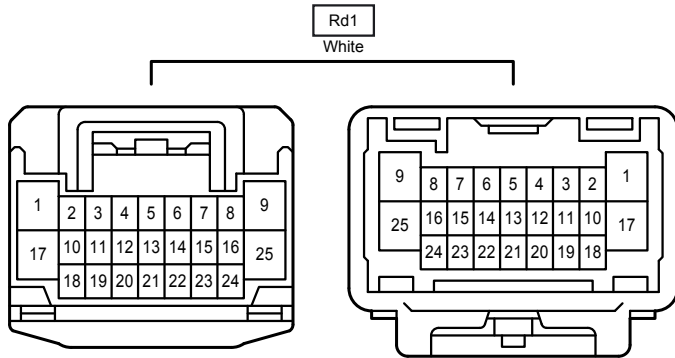 Rd1
White
1 2 3 4 5 6 7 8 9
10 11 12 13 14 15 16
17 25
18 19 20 21 22 23 24
9 8 7 6 5 4 3 2 1
16 15 14 13 12 11 10
25 17
24 23 22 21 20 19 18